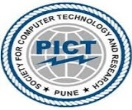 SOCIETY FOR COMPUTER TECHNOLOGY AND RESEARCH
PICT
PUNE